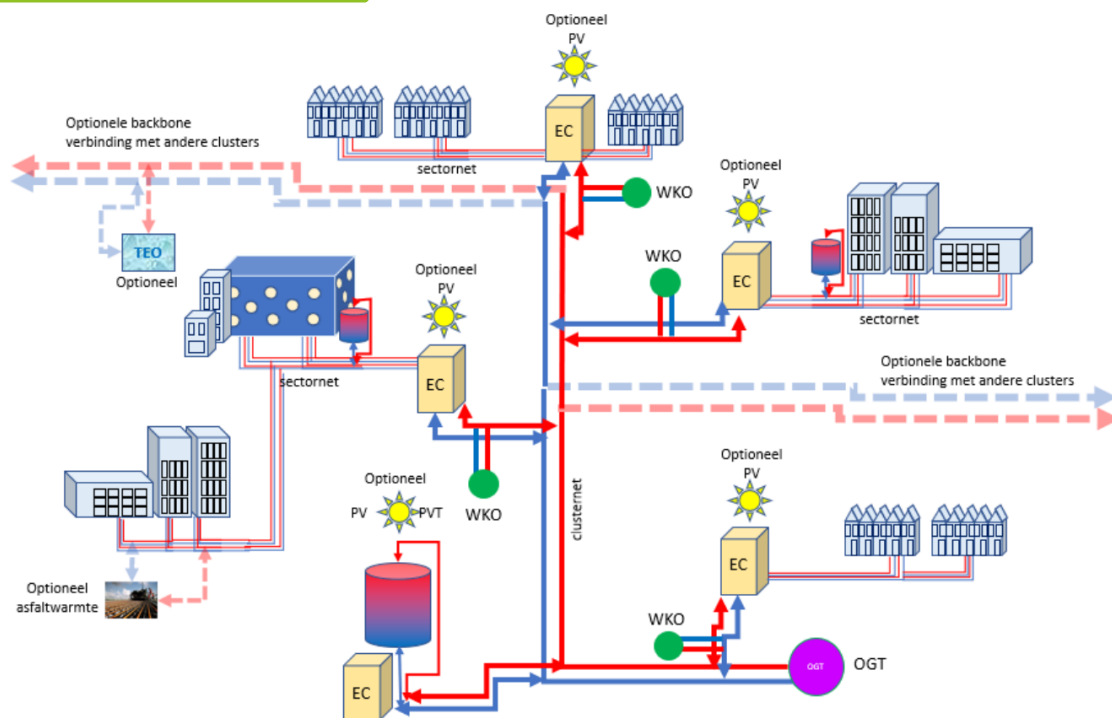 Optioneel
PV
EC
Optionele backbone
verbinding met andere clusters
sectornet
WKO
Optioneel
PV
TEO
Optioneel
WKO
EC
sectornet
Optioneel
PV
sectornet
EC
Optionele backbone
verbinding met andere clusters
Optioneel
PV
WKO
clusternet
Optioneel
PV PVT
EC
Optioneel
asfaltwarmte
WKO
OGT
OGT
EC